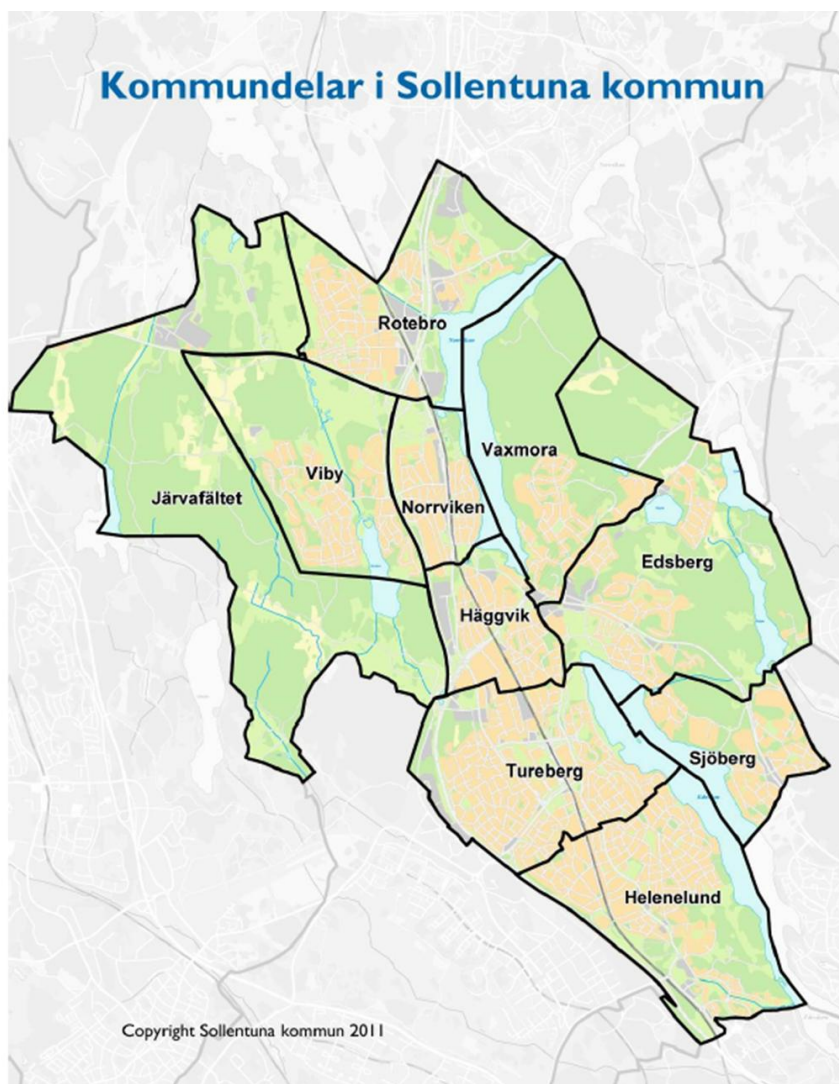 Kommundelar i Sollentuna kommun
Rotebro
Vaxmora
Viby
Järvafältet
Norrviken
Edsberg
Häggvik
Sjöberg
Tureberg
Helenelund
Copyright Sollentuna kommun 2011